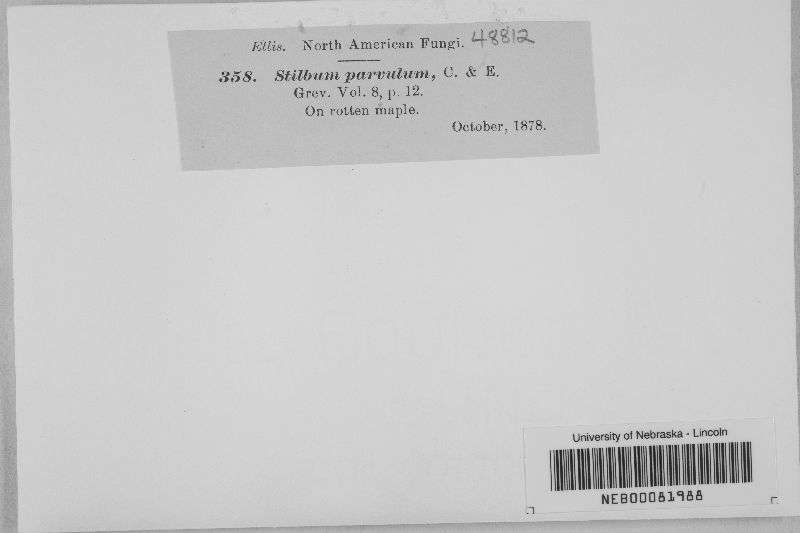 Ellis. North American Fungi. 48812
358. Stilbum parvulum, C. & E.
Grev. Vol. 8, p. 12.
On rotten maple.
October, 1878.
University of Nebraska - Lincoln
NEB00081988